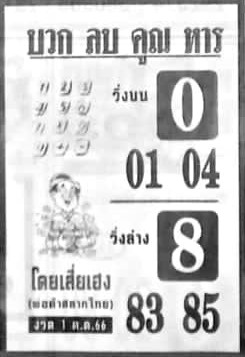 บวก ลบ คูณ หาร
วิ่งบน
0
01 04
วิ่งล่าง
8
โดยเสี่ยเฮง
(พ่อค้าสลากไทย)
งวด 1 ต.ค.66
83 85